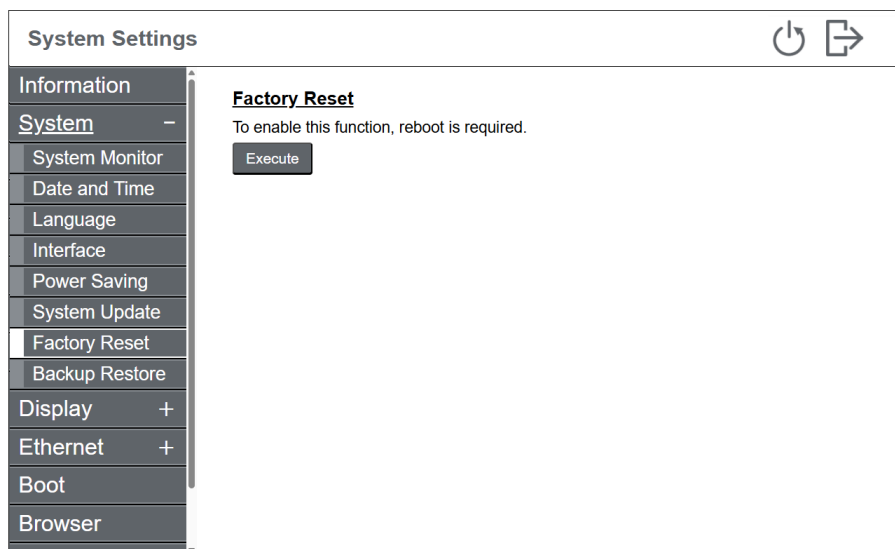 System Settings
Information
System −
System Monitor
Date and Time
Language
Interface
Power Saving
System Update
Factory Reset
Backup Restore
Display +
Ethernet +
Boot
Browser
Factory Reset
To enable this function, reboot is required.
Execute